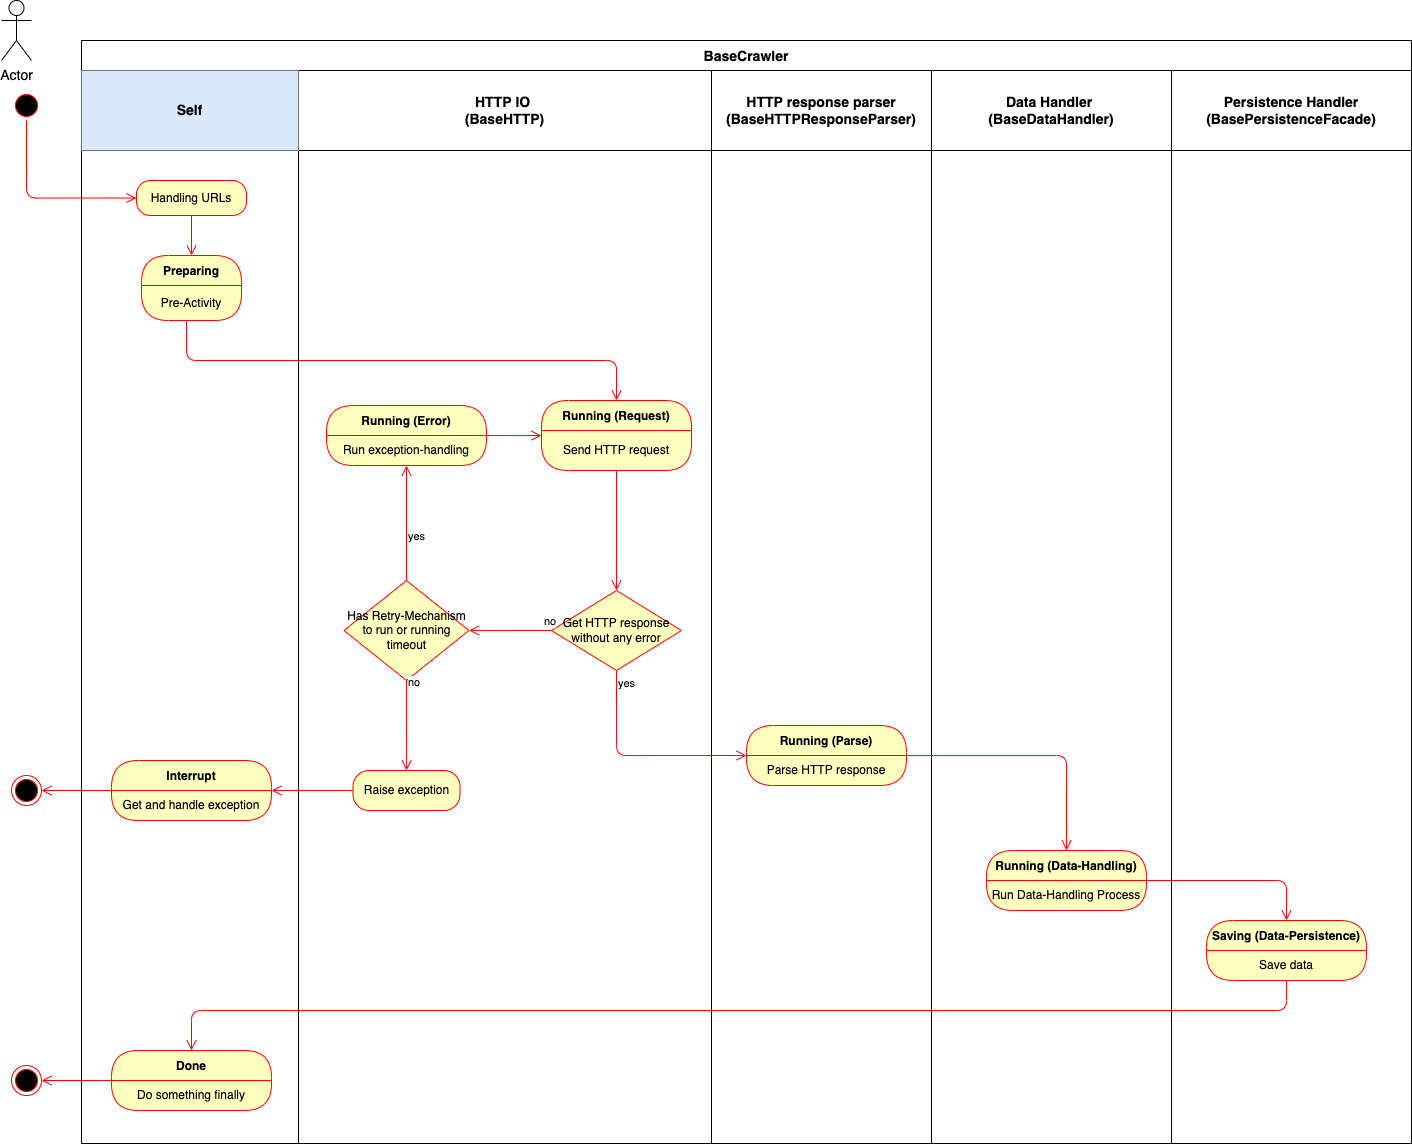 Actor
BaseCrawler
Self
HTTP IO
(BaseHTTP)
HTTP response parser
(BaseHTTPResponseParser)
Data Handler
(BaseDataHandler)
Persistence Handler
(BasePersistenceFacade)
Handling URLs
Preparing
Pre-Activity
Running (Error)
Run exception-handling
Running (Request)
Send HTTP request
yes
Has Retry-Mechanism
to run or running
timeout
no
Get HTTP response
without any error
no
yes
Running (Parse)
Parse HTTP response
Interrupt
Get and handle exception
Raise exception
Running (Data-Handling)
Run Data-Handling Process
Saving (Data-Persistence)
Save data
Done
Do something finally